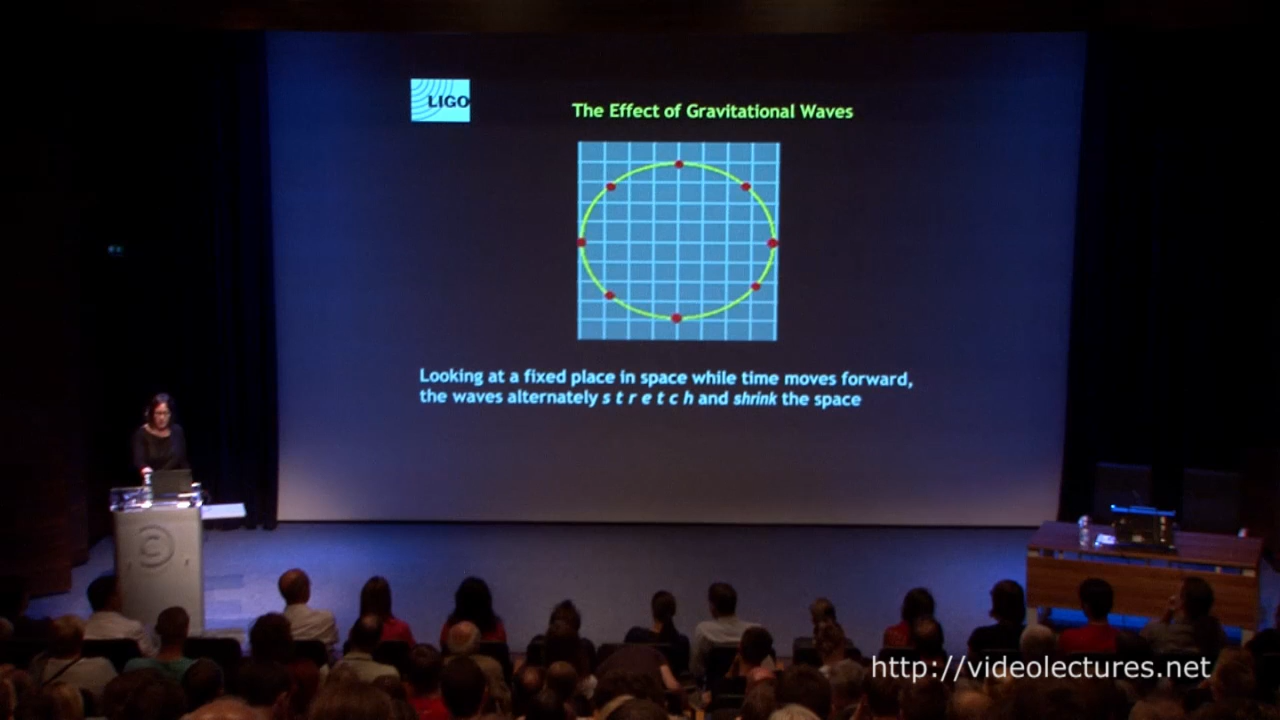 LIGO
The Effect of Gravitational Waves
Looking at a fixed place in space while time moves forward,
the waves alternately s t r e t c h and shrink the space
http://videolectures.net